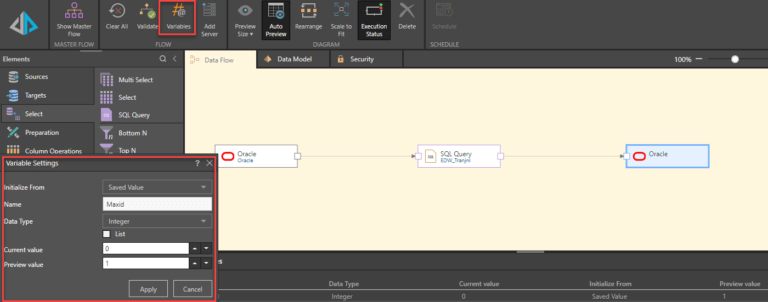 Show Master Flow
Clear All
Validate
Variables
Add Server
Preview Size
Auto Preview
Rearrange
Scale to Fit
Execution Status
Delete
Schedule
MASTER FLOW
FLOW
DIAGRAM
SCHEDULE
Elements
Data Flow
Data Model
Security
100%
Sources
Targets
Select
Preparation
Column Operations
Multi Select
Select
SQL Query
Bottom N
Top N
Oracle
Oracle
SQL Query
EDW_Tranjml
Oracle
Variable Settings
?
Initialize From
Saved Value
Name
Maxid
Data Type
Integer
List
Current value
0
Preview value
1
Apply
Cancel
Data Type
Current value
Initialize From
Preview value
Integer
0
Saved Value
1